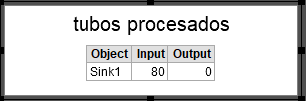 tubos procesados
Object Input Output
Sink1 80 0